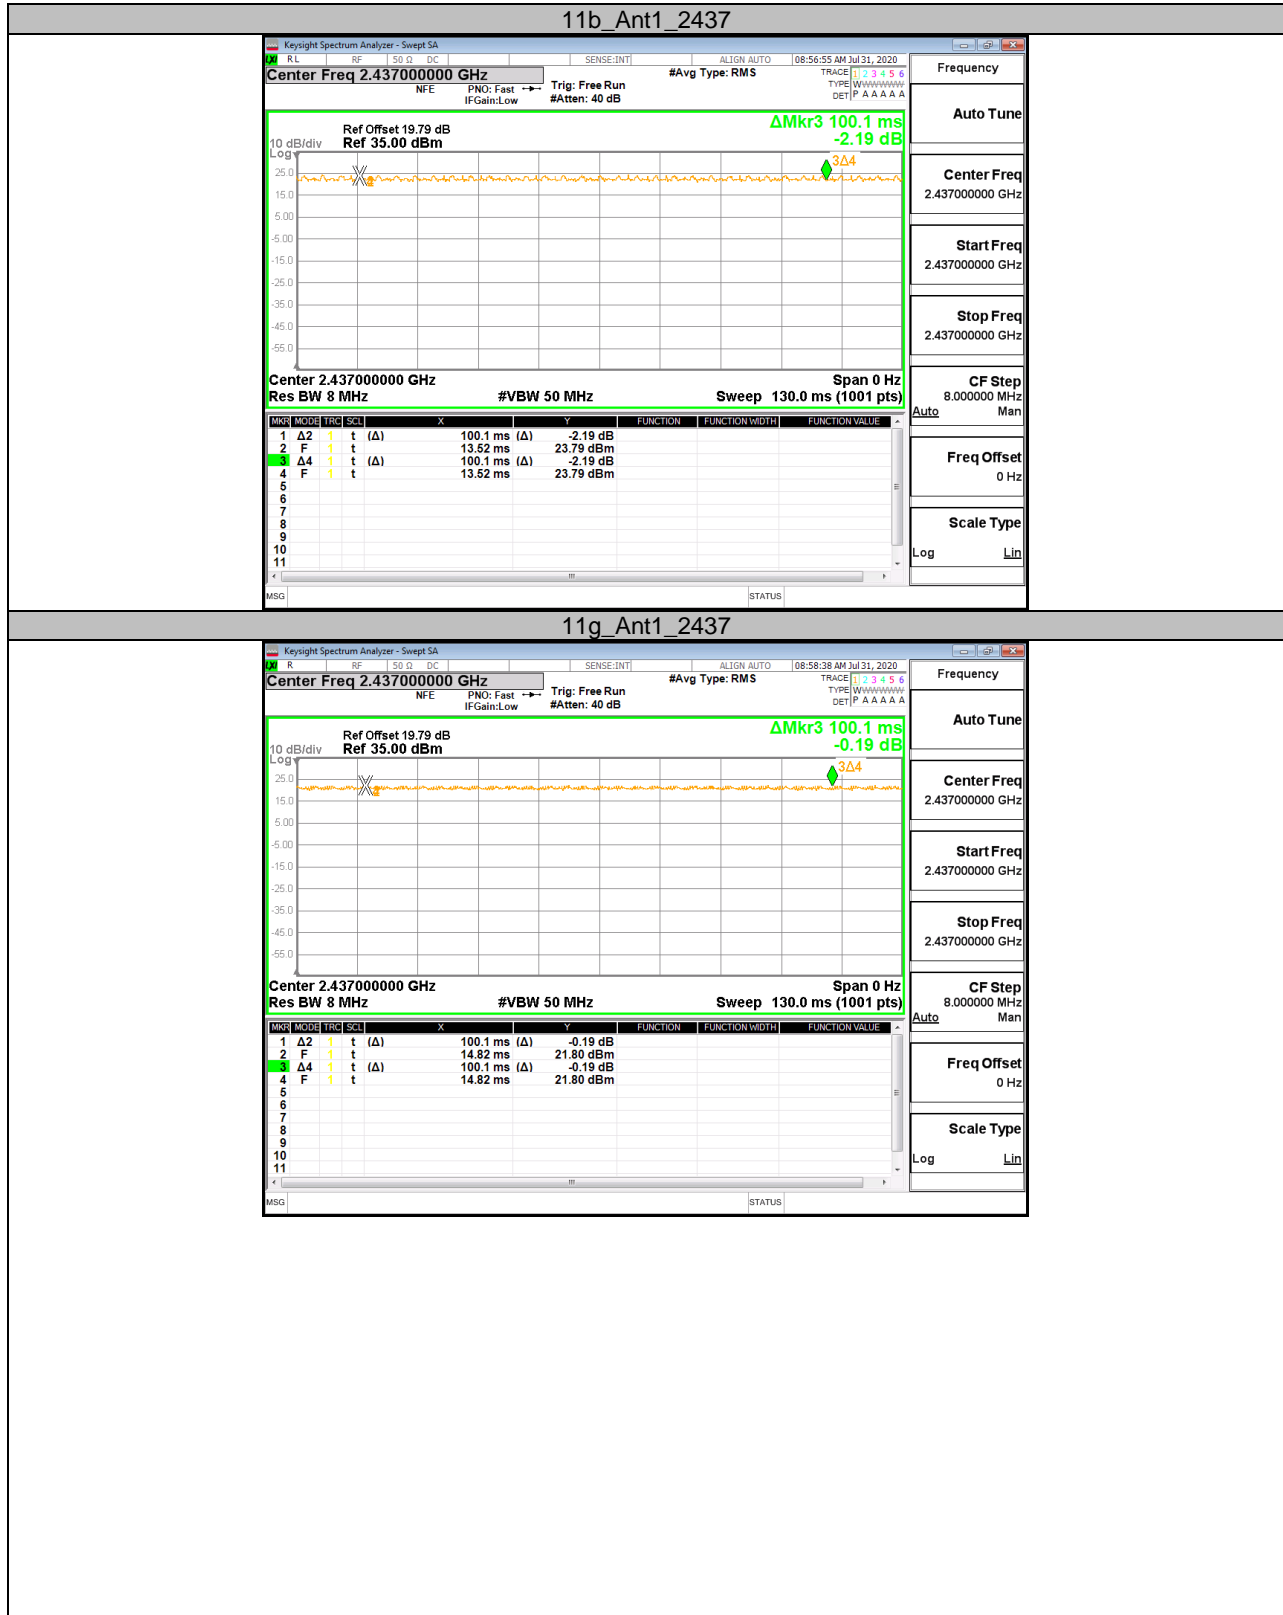 11b_Ant1_2437
Keysight Spectrum Analyzer - Swept SA
LXI RL RF 50 Ω DC SENSE:INT ALIGN AUTO 08:56:55 AM Jul 31, 2020
Center Freq 2.437000000 GHz #Avg Type: RMS TRACE 1 2 3 4 5 6
NFE PNO: Fast Trig: Free Run TYPE WWWWWW
IFGain:Low #Atten: 40 dB DET P A A A A A
Frequency
Auto Tune
Center Freq
2.437000000 GHz
Start Freq
2.437000000 GHz
Stop Freq
2.437000000 GHz
CF Step
8.000000 MHz
Auto Man
Freq Offset
0 Hz
Scale Type
Log Lin
ΔMkr3 100.1 ms
-2.19 dB
Ref Offset 19.79 dB
10 dB/div Ref 35.00 dBm
Log
3Δ4
25.0
15.0
5.00
-5.00
-15.0
-25.0
-35.0
-45.0
-55.0
Center 2.437000000 GHz Span 0 Hz
Res BW 8 MHz #VBW 50 MHz Sweep 130.0 ms (1001 pts)
MKR MODE TRC SCL X Y FUNCTION FUNCTION WIDTH FUNCTION VALUE
1 Δ2 1 t (Δ) 100.1 ms (Δ) -2.19 dB
2 F 1 t 13.52 ms 23.79 dBm
3 Δ4 1 t (Δ) 100.1 ms (Δ) -2.19 dB
4 F 1 t 13.52 ms 23.79 dBm
5
6
7
8
9
10
11
MSG STATUS
11g_Ant1_2437
Keysight Spectrum Analyzer - Swept SA
LXI R RF 50 Ω DC SENSE:INT ALIGN AUTO 08:58:38 AM Jul 31, 2020
Center Freq 2.437000000 GHz #Avg Type: RMS TRACE 1 2 3 4 5 6
NFE PNO: Fast Trig: Free Run TYPE WWWWWW
IFGain:Low #Atten: 40 dB DET P A A A A A
Frequency
Auto Tune
Center Freq
2.437000000 GHz
Start Freq
2.437000000 GHz
Stop Freq
2.437000000 GHz
CF Step
8.000000 MHz
Auto Man
Freq Offset
0 Hz
Scale Type
Log Lin
ΔMkr3 100.1 ms
-0.19 dB
Ref Offset 19.79 dB
10 dB/div Ref 35.00 dBm
Log
3Δ4
25.0
15.0
5.00
-5.00
-15.0
-25.0
-35.0
-45.0
-55.0
Center 2.437000000 GHz Span 0 Hz
Res BW 8 MHz #VBW 50 MHz Sweep 130.0 ms (1001 pts)
MKR MODE TRC SCL X Y FUNCTION FUNCTION WIDTH FUNCTION VALUE
1 Δ2 1 t (Δ) 100.1 ms (Δ) -0.19 dB
2 F 1 t 14.82 ms 21.80 dBm
3 Δ4 1 t (Δ) 100.1 ms (Δ) -0.19 dB
4 F 1 t 14.82 ms 21.80 dBm
5
6
7
8
9
10
11
MSG STATUS